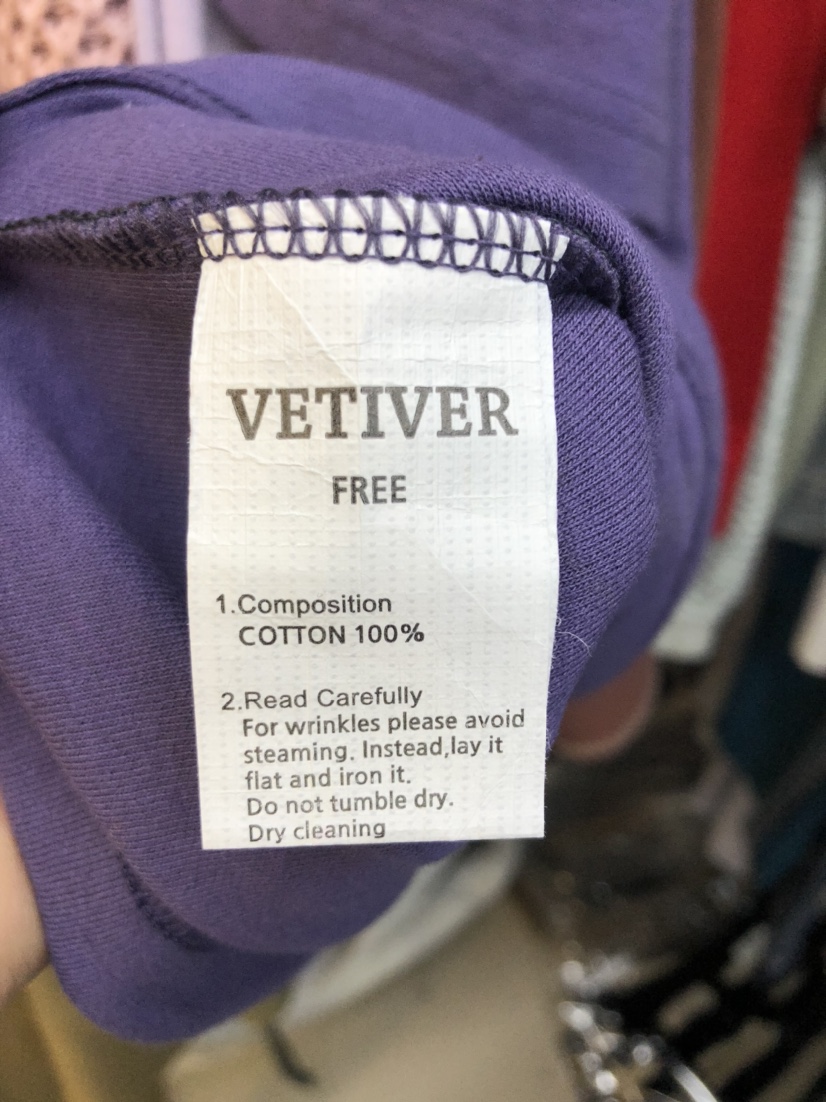 VETIVER
FREE
1.Composition
COTTON 100%
2.Read Carefully
For wrinkles please avoid
steaming. Instead,lay it
flat and iron it.
Do not tumble dry.
Dry cleaning